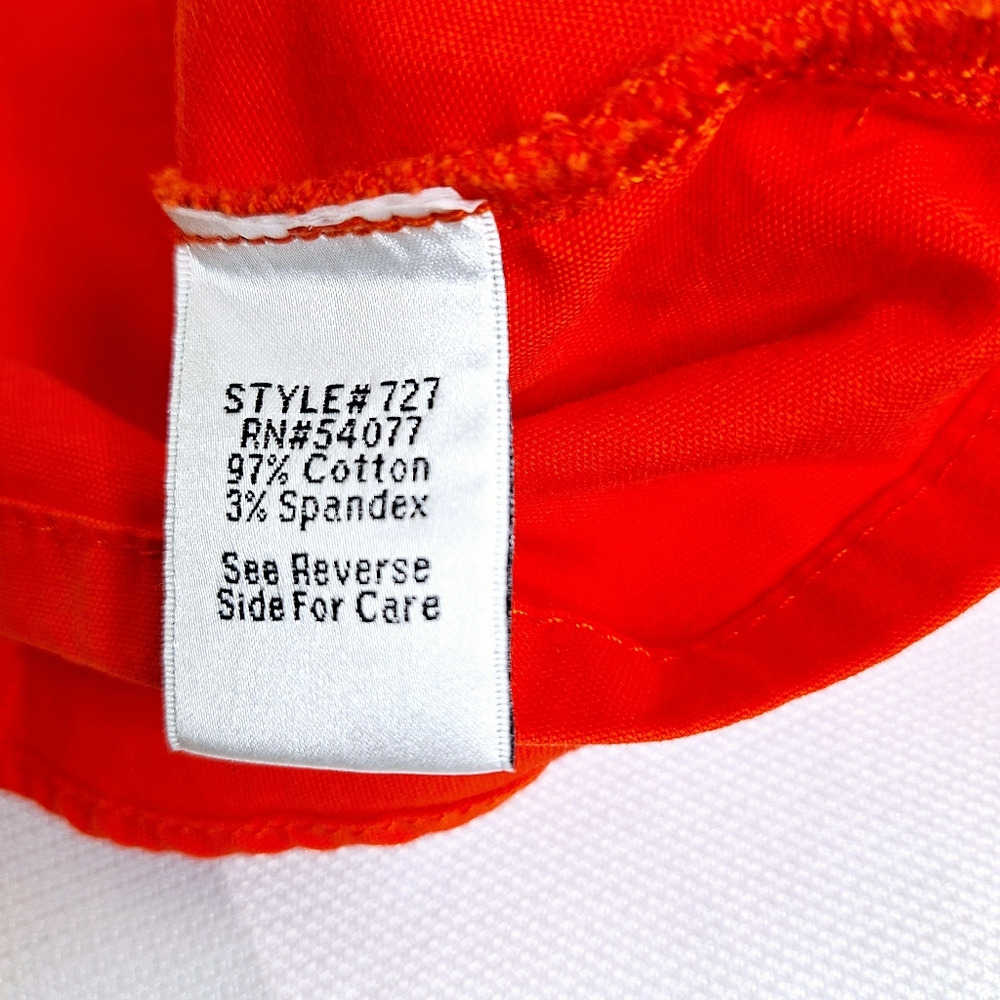 STYLE# 727
RN#54077
97% Cotton
3% Spandex
See Reverse
Side For Care